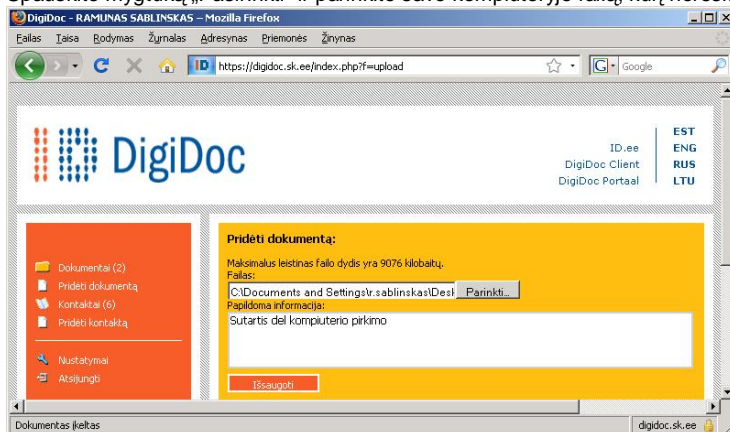 DigiDoc - RAMUNAS SABLINSKAS - Mozilla Firefox
Failas Taisa Rodymas Žurnalas Adresynas Priemonės Žinynas
ID https://digidoc.sk.ee/index.php?f=upload G Google
DigiDoc
EST
ID.ee ENG
DigiDoc Client RUS
DigiDoc Portaal LTU
Dokumentai (2)
Pridėti dokumentą
Kontaktai (6)
Pridėti kontaktą
Nustatymai
Atsijungti
Pridėti dokumentą:
Maksimalus leistinas failo dydis yra 9076 kilobaitų.
Failas:
C:\Documents and Settings\r.sablinskas\Desk Parinkti...
Papildoma informacija:
Sutartis del kompiuterio pirkimo
Išsaugoti
Dokumentas įkeltas digidoc.sk.ee